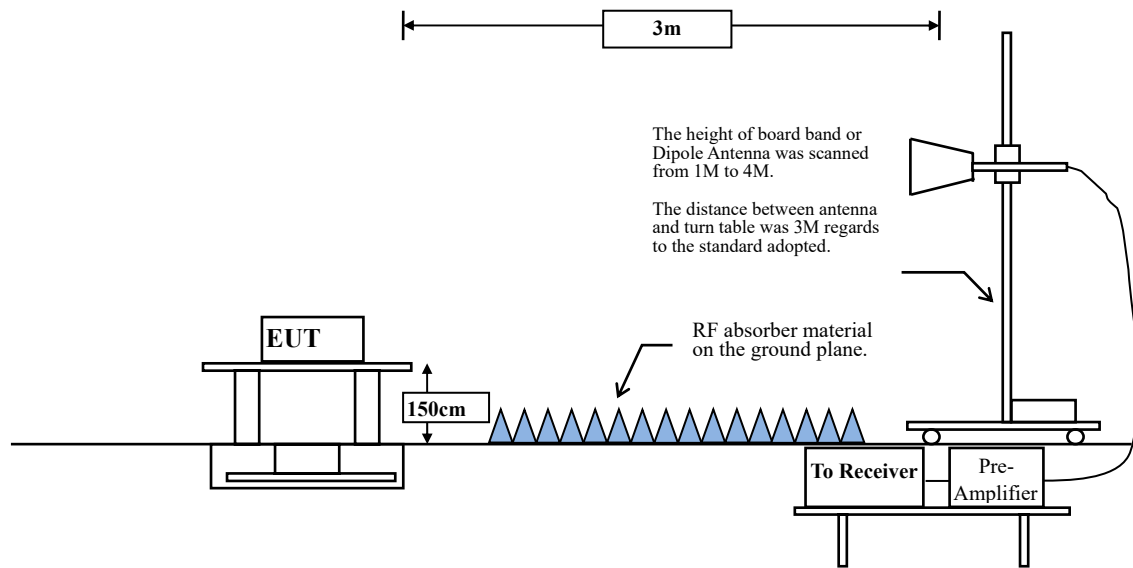 3m
The height of board band or
Dipole Antenna was scanned
from 1M to 4M.
The distance between antenna
and turn table was 3M regards
to the standard adopted.
EUT
RF absorber material
on the ground plane.
150cm
To Receiver
Pre-
Amplifier